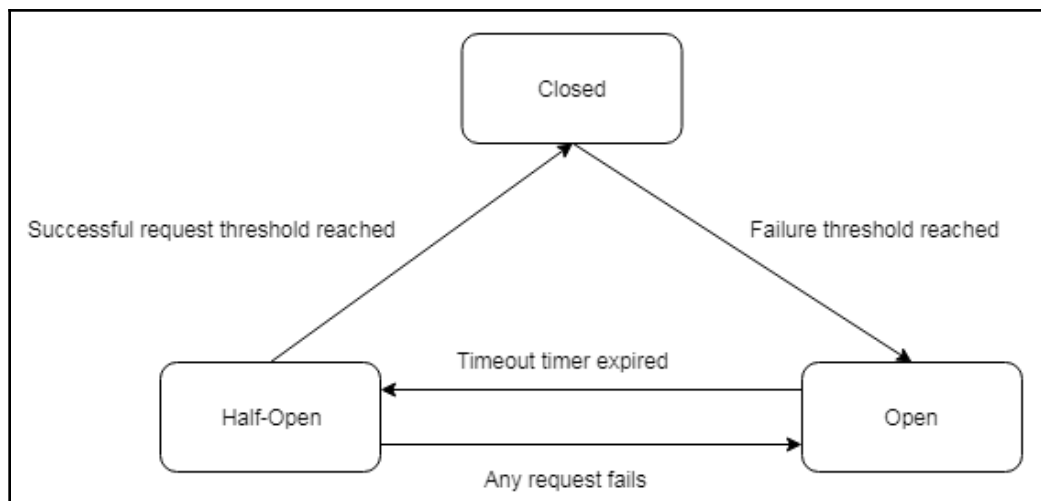 Closed
Successful request threshold reached
Failure threshold reached
Timeout timer expired
Half-Open
Open
Any request fails